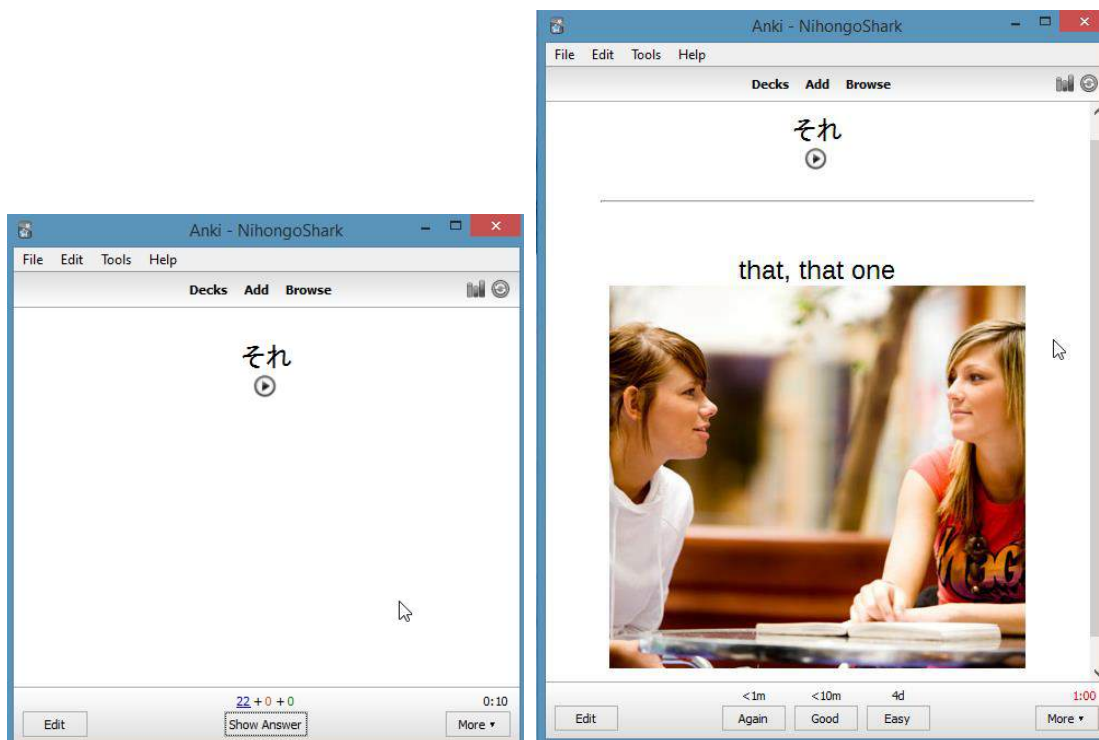 Anki - NihongoShark
File Edit Tools Help
Decks Add Browse
それ
22 + 0 + 0
0:10
Edit
Show Answer
More ▾
Anki - NihongoShark
File Edit Tools Help
Decks Add Browse
それ
that, that one
<1m <10m 4d
1:00
Edit
Again Good Easy
More ▾